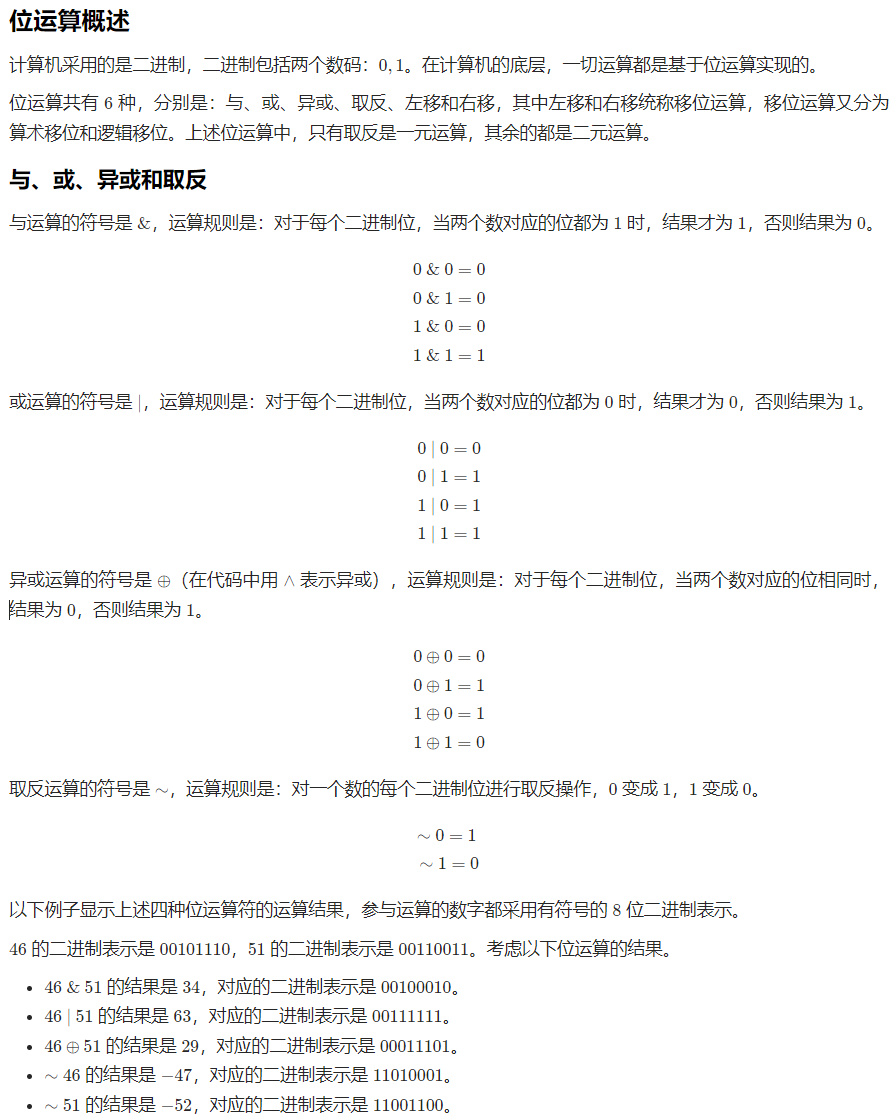 位运算概述
计算机采用的是二进制，二进制包括两个数码：0, 1。在计算机的底层，一切运算都是基于位运算实现的。
位运算共有 6 种，分别是：与、或、异或、取反、左移和右移，其中左移和右移统称移位运算，移位运算又分为
算术移位和逻辑移位。上述位运算中，只有取反是一元运算，其余的都是二元运算。
与、或、异或和取反
与运算的符号是 &，运算规则是：对于每个二进制位，当两个数对应的位都为 1 时，结果才为 1，否则结果为 0。
0 & 0 = 0
0 & 1 = 0
1 & 0 = 0
1 & 1 = 1
或运算的符号是 |，运算规则是：对于每个二进制位，当两个数对应的位都为 0 时，结果才为 0，否则结果为 1。
0 | 0 = 0
0 | 1 = 1
1 | 0 = 1
1 | 1 = 1
异或运算的符号是 ⊕（在代码中用 ∧ 表示异或），运算规则是：对于每个二进制位，当两个数对应的位相同时，
结果为 0，否则结果为 1。
0 ⊕ 0 = 0
0 ⊕ 1 = 1
1 ⊕ 0 = 1
1 ⊕ 1 = 0
取反运算的符号是 ∼，运算规则是：对一个数的每个二进制位进行取反操作，0 变成 1，1 变成 0。
∼ 0 = 1
∼ 1 = 0
以下例子显示上述四种位运算符的运算结果，参与运算的数字都采用有符号的 8 位二进制表示。
46 的二进制表示是 00101110，51 的二进制表示是 00110011。考虑以下位运算的结果。
• 46 & 51 的结果是 34，对应的二进制表示是 00100010。
• 46 | 51 的结果是 63，对应的二进制表示是 00111111。
• 46 ⊕ 51 的结果是 29，对应的二进制表示是 00011101。
• ∼ 46 的结果是 −47，对应的二进制表示是 11010001。
• ∼ 51 的结果是 −52，对应的二进制表示是 11001100。